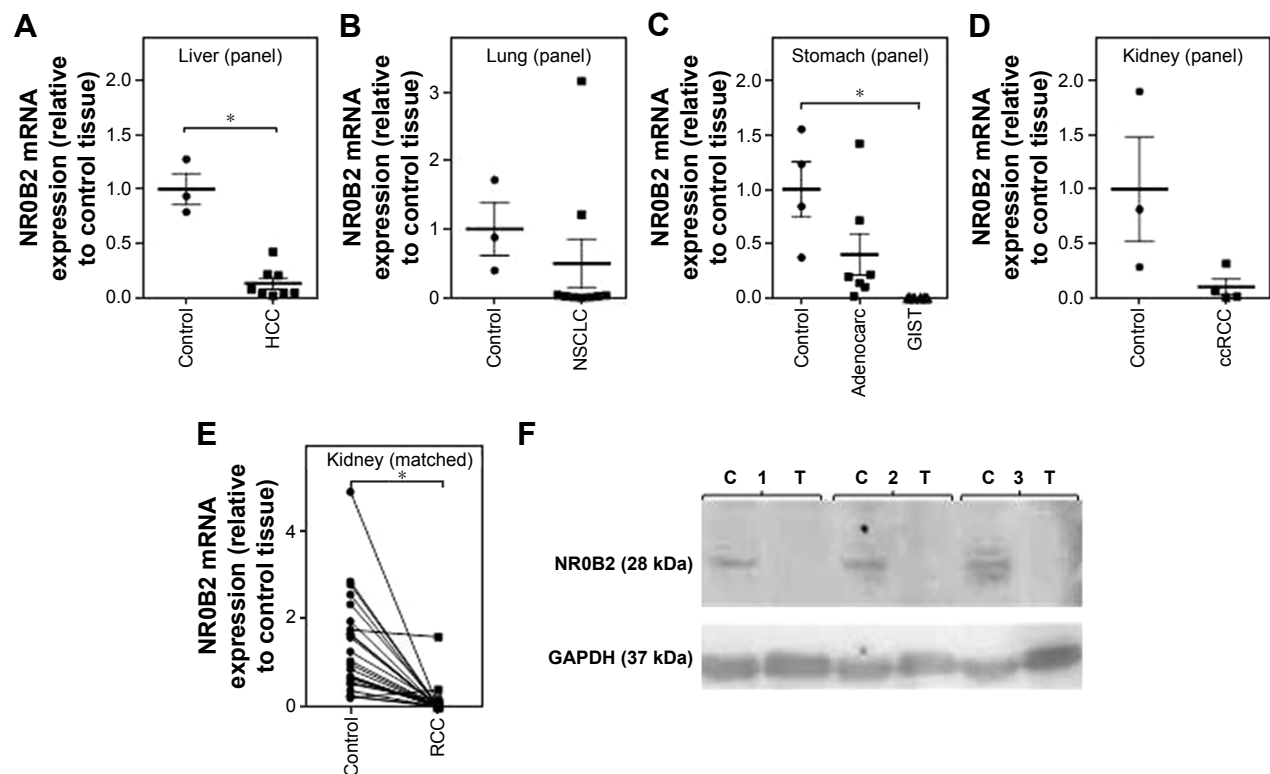 A
NR0B2 mRNA
expression (relative
to control tissue)
Liver (panel)
2.0
1.5
1.0
0.5
0.0
*
Control
HCC
B
NR0B2 mRNA
expression (relative
to control tissue)
Lung (panel)
3
2
1
0
Control
NSCLC
C
NR0B2 mRNA
expression (relative
to control tissue)
Stomach (panel)
2.0
1.5
1.0
0.5
0.0
*
Control
Adenocarc
GIST
D
NR0B2 mRNA
expression (relative
to control tissue)
Kidney (panel)
2.0
1.5
1.0
0.5
0.0
Control
ccRCC
E
NR0B2 mRNA
expression (relative
to control tissue)
Kidney (matched)
*
4
2
0
Control
RCC
F
C 1 T C 2 T C 3 T
NR0B2 (28 kDa)
GAPDH (37 kDa)